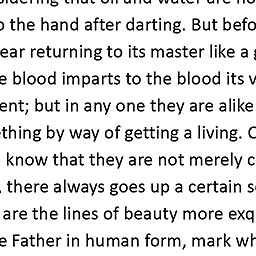 sidering that oil and water are no
o the hand after darting. But befo
ear returning to its master like a g
e blood imparts to the blood its v
ent; but in any one they are alike
thing by way of getting a living. C
know that they are not merely c
, there always goes up a certain s
are the lines of beauty more exq
e Father in human form, mark wh